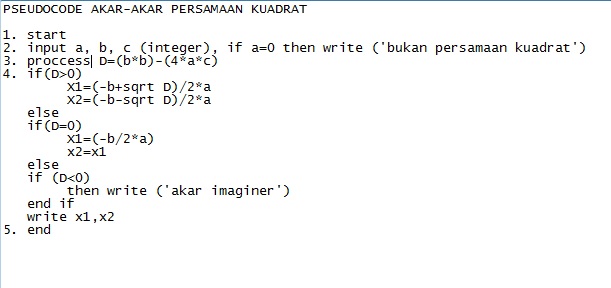 PSEUDOCODE AKAR-AKAR PERSAMAAN KUADRAT
1. start
2. input a, b, c (integer), if a=0 then write ('bukan persamaan kuadrat')
3. proccess D=(b*b)-(4*a*c)
4. if(D>0)
X1=(-b+sqrt D)/2*a
X2=(-b-sqrt D)/2*a
else
if(D=0)
X1=(-b/2*a)
x2=x1
else
if (D<0)
then write ('akar imaginer')
end if
write x1,x2
5. end